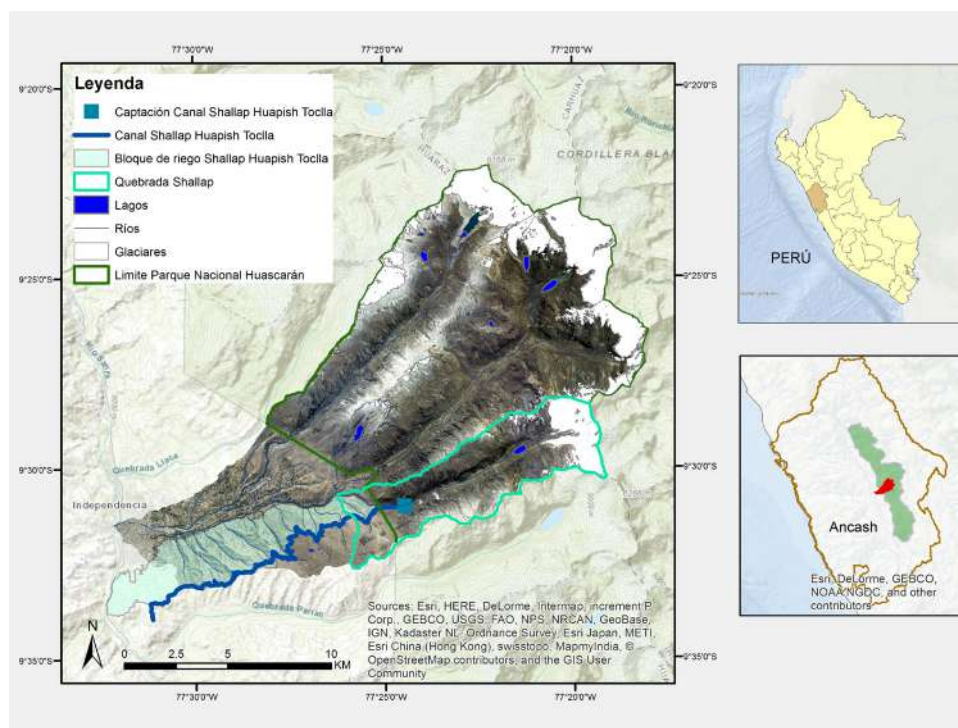 77°30'0"W
77°25'0"W
77°20'0"W
9°20'0"S
9°25'0"S
9°30'0"S
9°35'0"S
Leyenda
Captación Canal Shallap Huapish Toclla
Canal Shallap Huapish Toclla
Bloque de riego Shallap Huapish Toclla
Quebrada Shallap
Lagos
Ríos
Glaciares
Limite Parque Nacional Huascarán
CARHUAZ
HUARAZ
CORDILLERA BLAN
Rio Santa
Quebrada Llaca
Independencia
Quebrada Parian
N
0 2.5 5 10
KM
Sources: Esri, HERE, DeLorme, Intermap, increment P
Corp., GEBCO, USGS, FAO, NPS, NRCAN, GeoBase,
IGN, Kadaster NL, Ordnance Survey, Esri Japan, METI,
Esri China (Hong Kong), swisstopo, MapmyIndia, ©
OpenStreetMap contributors, and the GIS User
Community
77°30'0"W
77°25'0"W
77°20'0"W
9°20'0"S
9°25'0"S
9°30'0"S
9°35'0"S
PERÚ
Ancash
Esri, DeLorme, GEBCO,
NOAA NGDC, and other
contributors